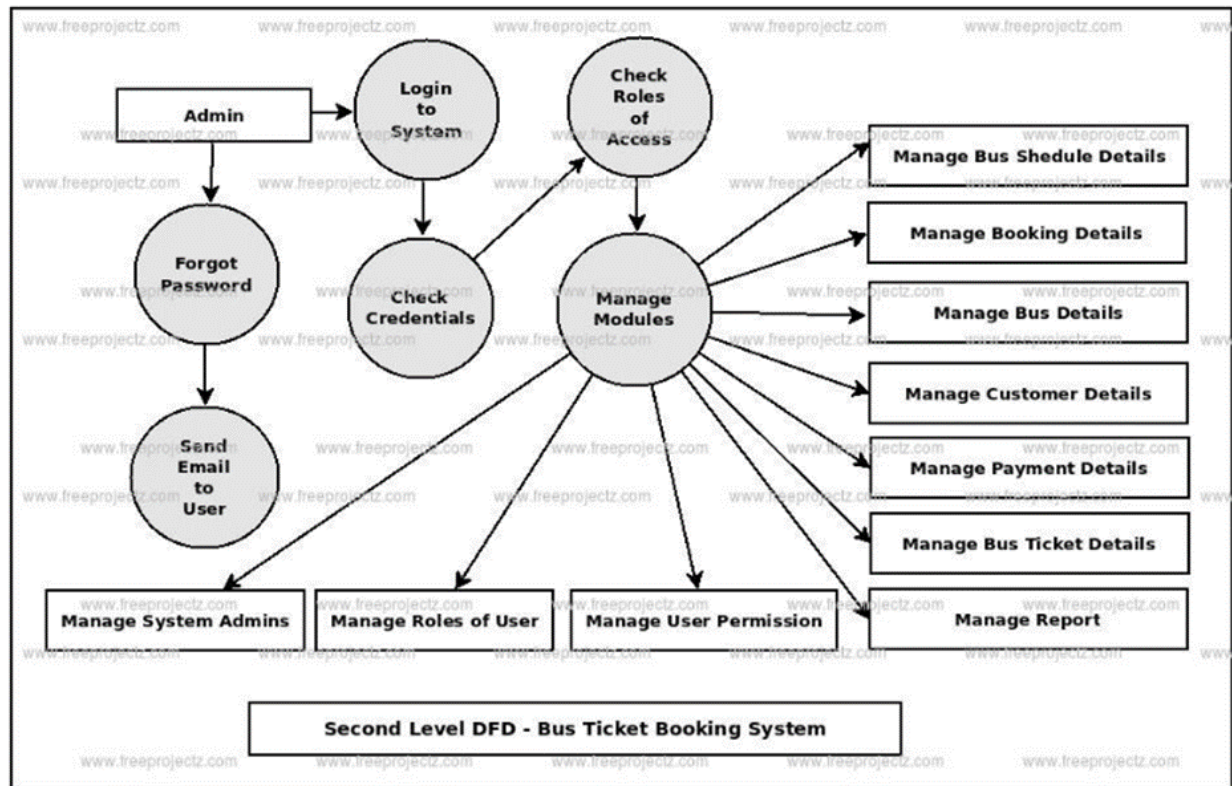 Admin
Login
to
System
Check
Roles
of
Access
Forgot
Password
Check
Credentials
Manage
Modules
Send
Email
to
User
Manage Bus Shedule Details
Manage Booking Details
Manage Bus Details
Manage Customer Details
Manage Payment Details
Manage Bus Ticket Details
Manage Report
Manage System Admins
Manage Roles of User
Manage User Permission
Second Level DFD - Bus Ticket Booking System
www.freeprojectz.com